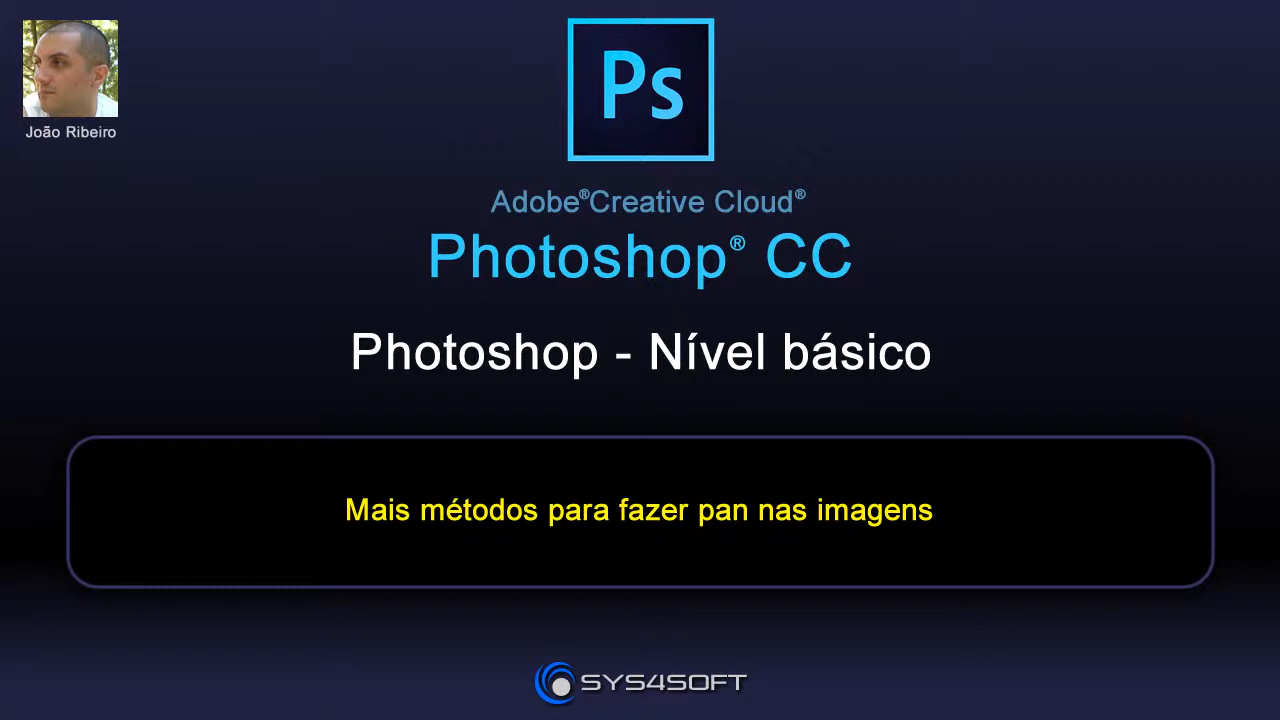 João Ribeiro
Ps
Adobe®Creative Cloud®
Photoshop® CC
Photoshop - Nível básico
Mais métodos para fazer pan nas imagens
SYS4SOFT